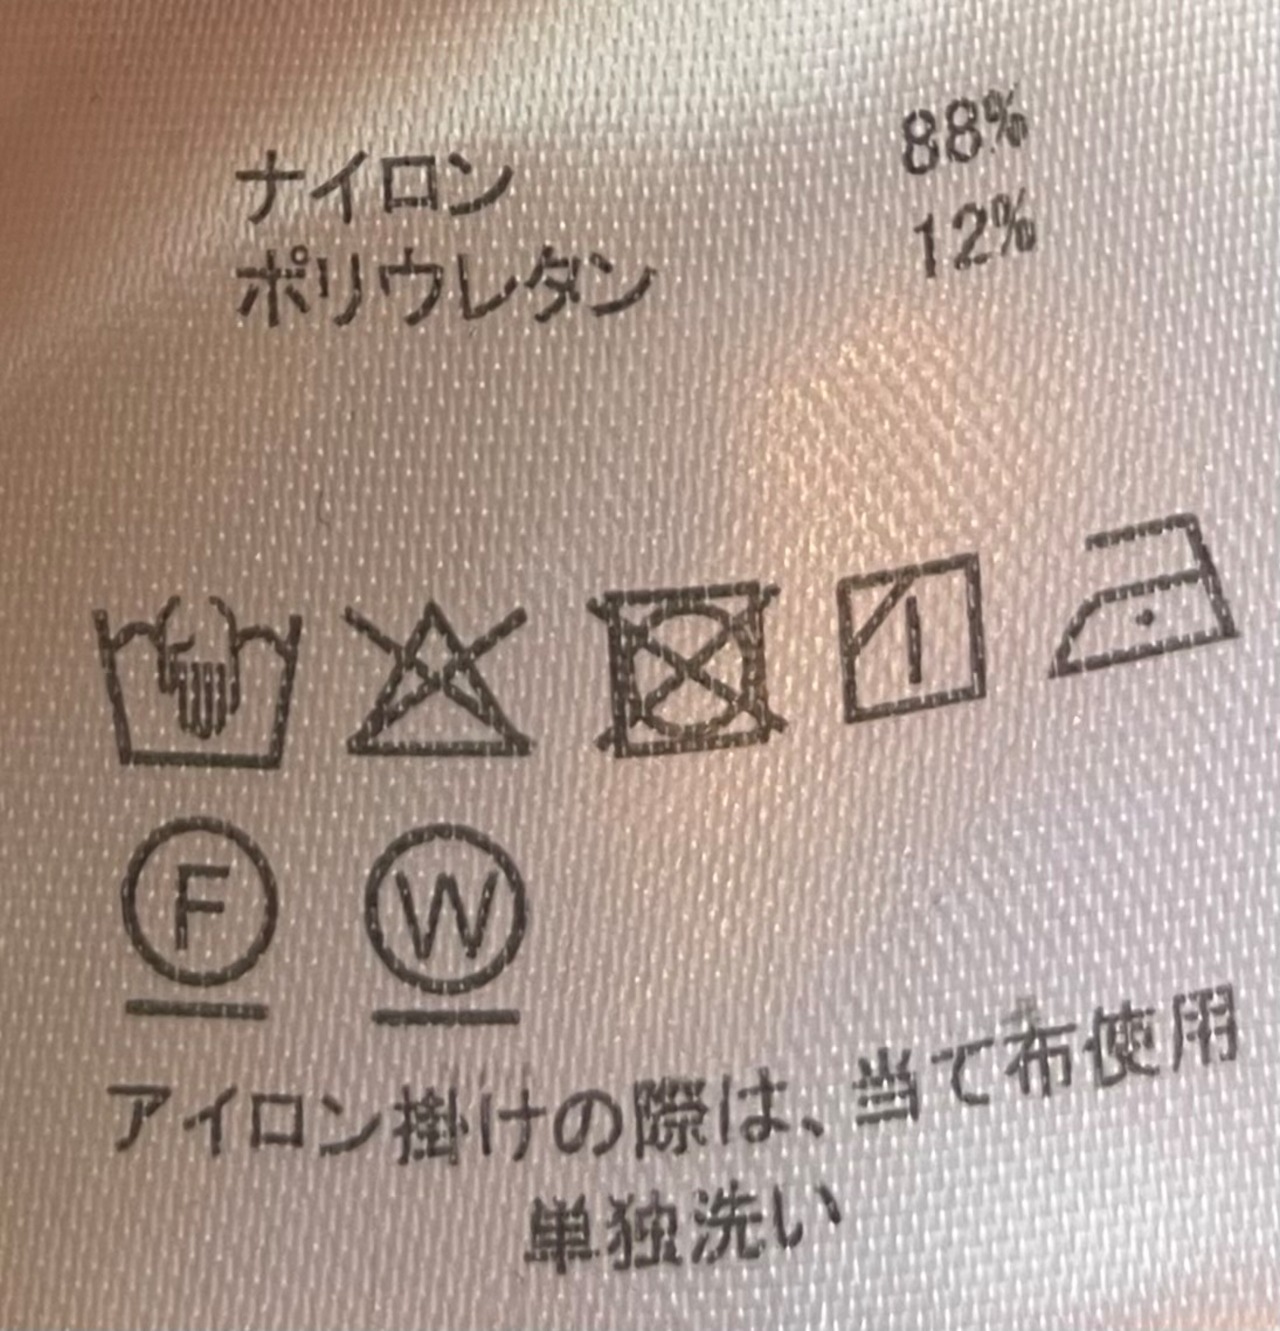 ナイロン 88%
ポリウレタン 12%
F W
アイロン掛けの際は、当て布使用
単独洗い